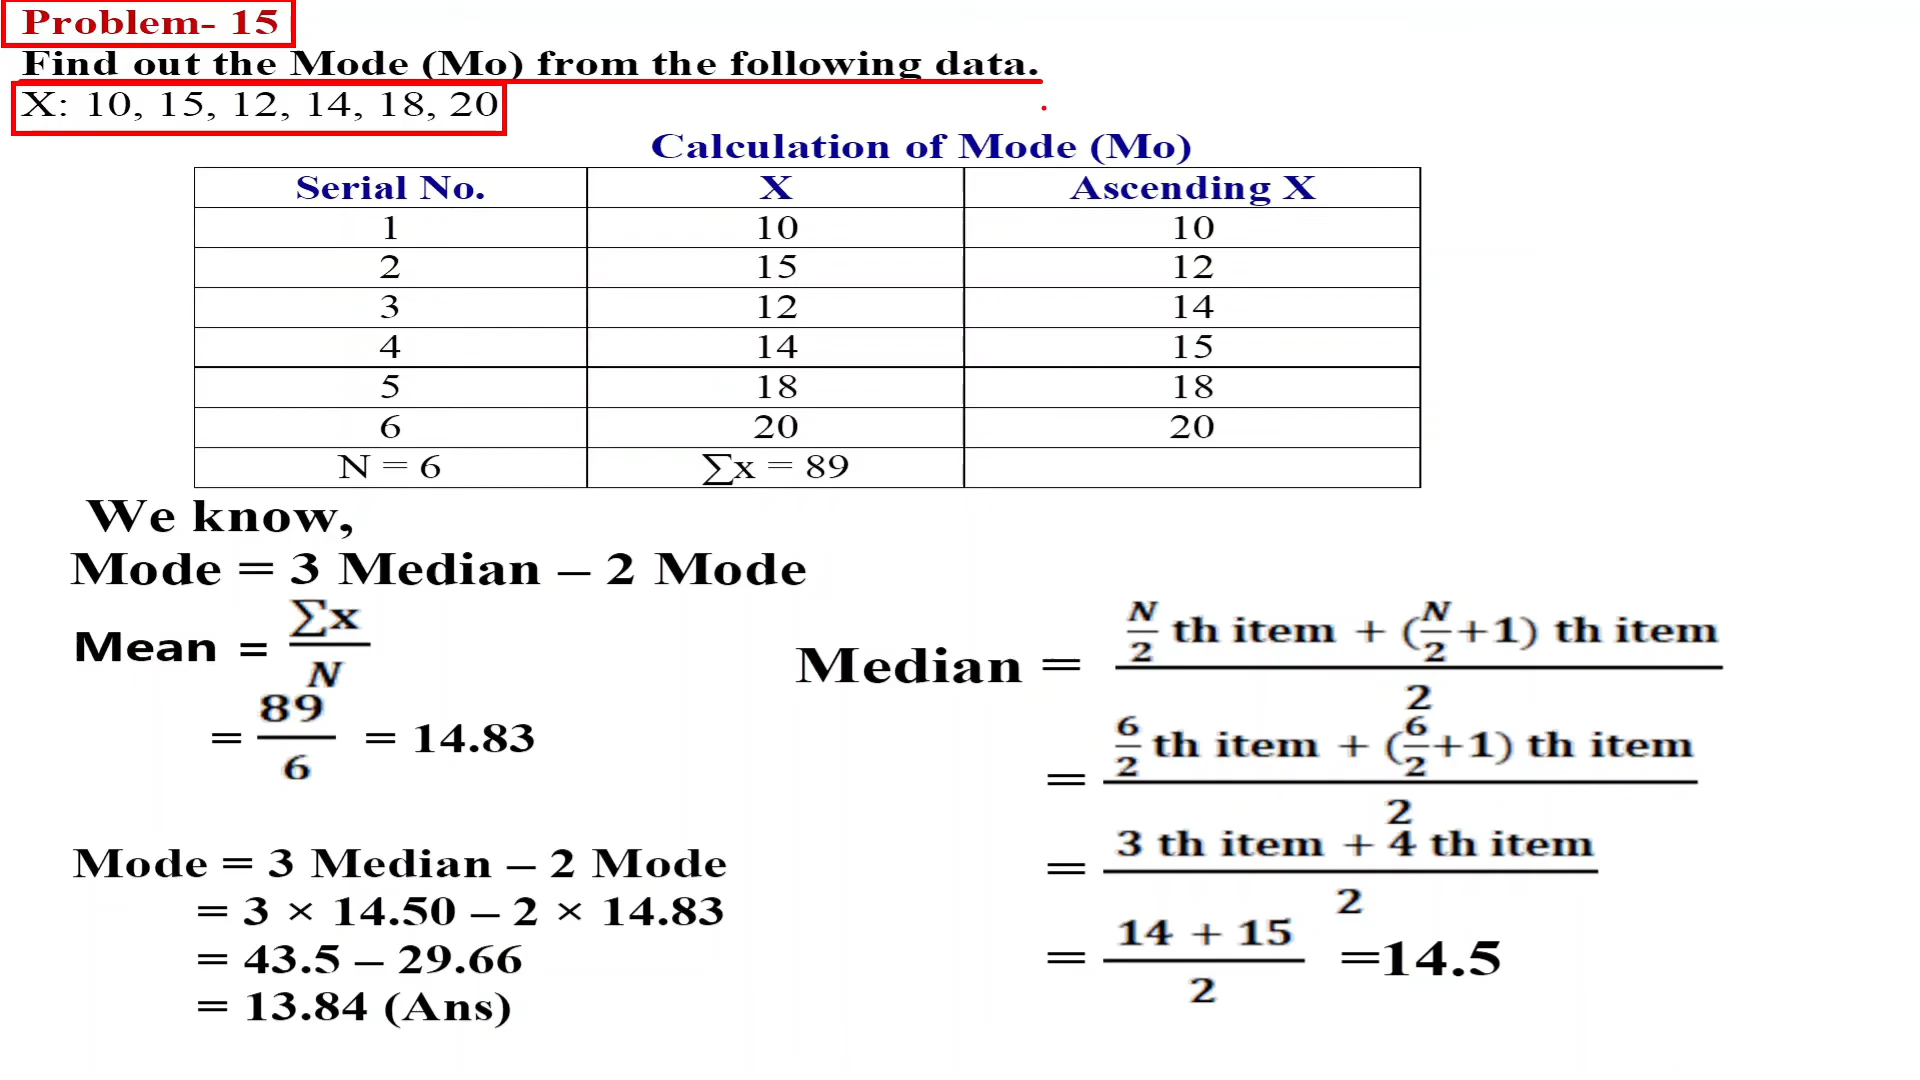 Problem- 15
Find out the Mode (Mo) from the following data.
X: 10, 15, 12, 14, 18, 20
Calculation of Mode (Mo)
Serial No. X Ascending X
1 10 10
2 15 12
3 12 14
4 14 15
5 18 18
6 20 20
N = 6 ∑x = 89
We know,
Mode = 3 Median – 2 Mode
Mean = ∑x / N
= 89 / 6 = 14.83
Mode = 3 Median – 2 Mode
= 3 × 14.50 – 2 × 14.83
= 43.5 – 29.66
= 13.84 (Ans)
Median = N/2 th item + (N/2+1) th item / 2
= 6/2 th item + (6/2+1) th item / 2
= 3 th item + 4 th item / 2
= 14 + 15 / 2 =14.5